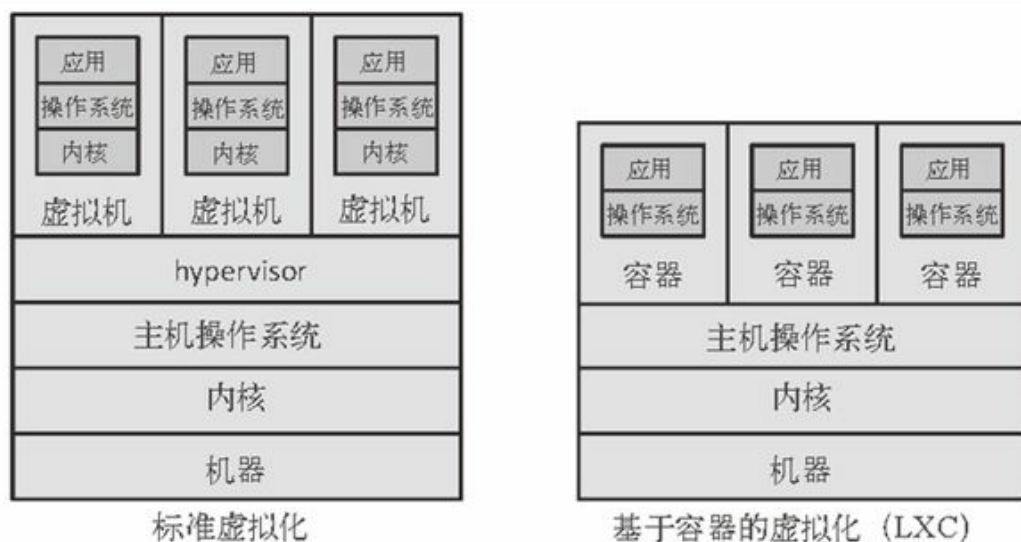 应用 应用 应用
操作系统 操作系统 操作系统
内核 内核 内核
虚拟机 虚拟机 虚拟机
hypervisor
主机操作系统
内核
机器
标准虚拟化
应用 应用 应用
操作系统 操作系统 操作系统
容器 容器 容器
主机操作系统
内核
机器
基于容器的虚拟化（LXC）